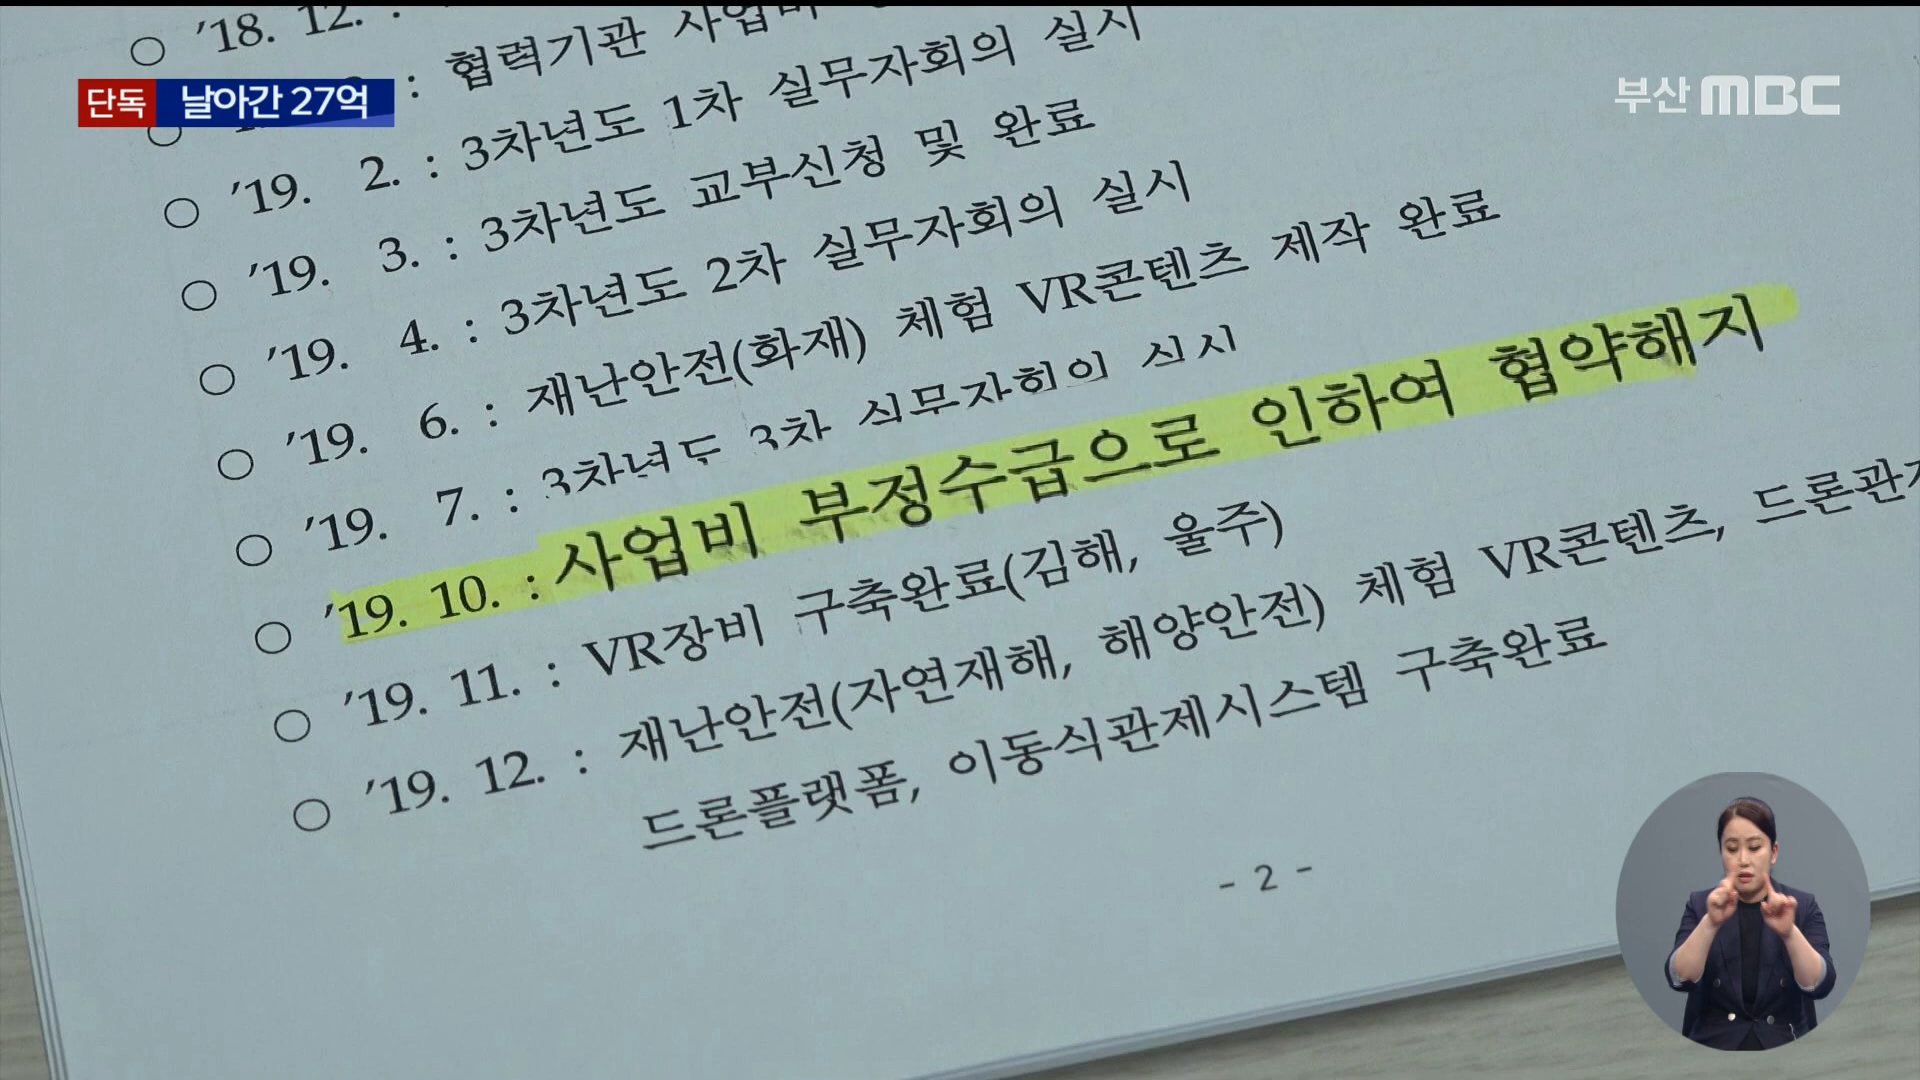 단독 날아간 27억
부산 MBC
○ '18. 12. :
: 협력기관 사업비
○ '19. 2. : 3차년도 1차 실무자회의 실시
○ '19. 3. : 3차년도 교부신청 및 완료
○ '19. 4. : 3차년도 2차 실무자회의 실시
○ '19. 6. : 재난안전(화재) 체험 VR콘텐츠 제작 완료
○ '19. 7. : 3차년도 3차 실무자회의 실시
○ '19. 10. : 사업비 부정수급으로 인하여 협약해지
○ '19. 11. : VR장비 구축완료(김해, 울주)
○ '19. 12. : 재난안전(자연재해, 해양안전) 체험 VR콘텐츠, 드론관제
드론플랫폼, 이동식관제시스템 구축완료
- 2 -